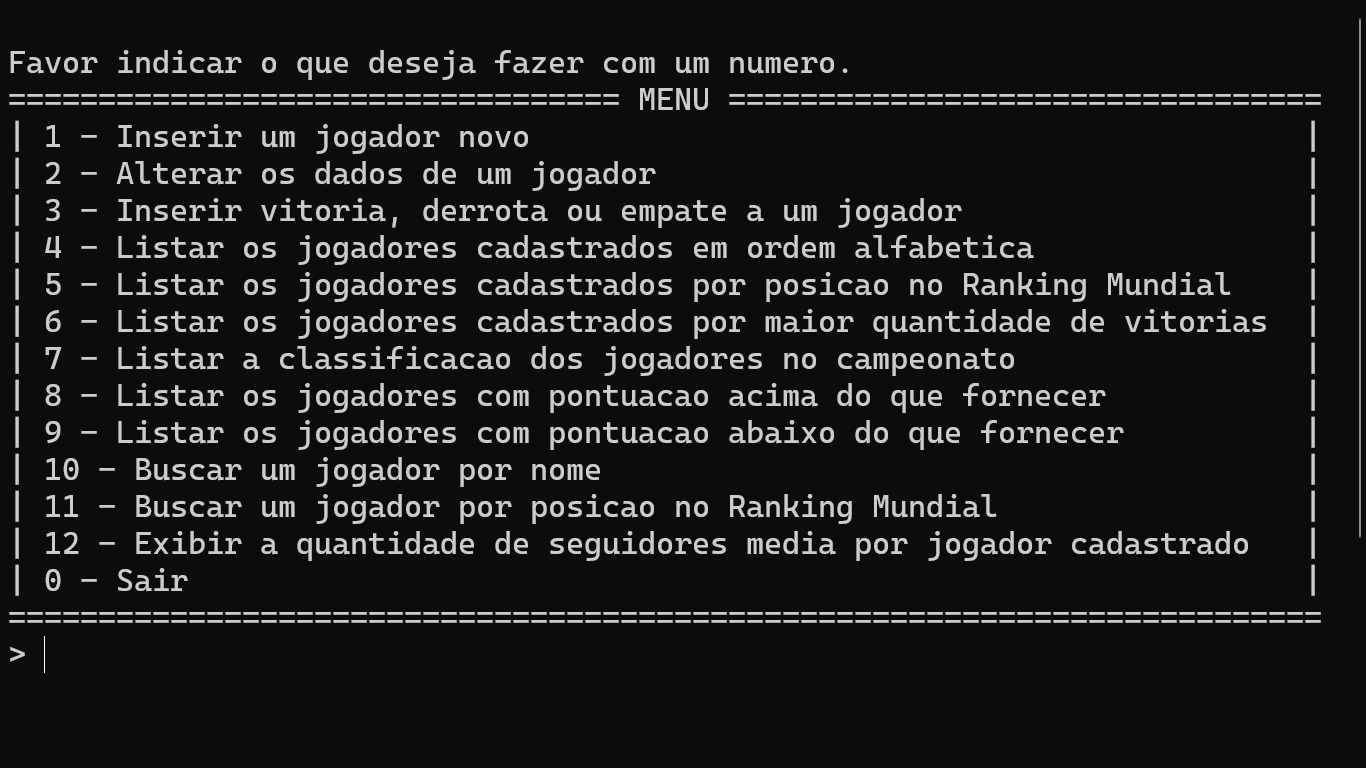 Favor indicar o que deseja fazer com um numero.
================================== MENU =================================
| 1 - Inserir um jogador novo                                           |
| 2 - Alterar os dados de um jogador                                    |
| 3 - Inserir vitoria, derrota ou empate a um jogador                   |
| 4 - Listar os jogadores cadastrados em ordem alfabetica               |
| 5 - Listar os jogadores cadastrados por posicao no Ranking Mundial    |
| 6 - Listar os jogadores cadastrados por maior quantidade de vitorias  |
| 7 - Listar a classificacao dos jogadores no campeonato                |
| 8 - Listar os jogadores com pontuacao acima do que fornecer           |
| 9 - Listar os jogadores com pontuacao abaixo do que fornecer          |
| 10 - Buscar um jogador por nome                                       |
| 11 - Buscar um jogador por posicao no Ranking Mundial                 |
| 12 - Exibir a quantidade de seguidores media por jogador cadastrado   |
| 0 - Sair                                                              |
=========================================================================
>